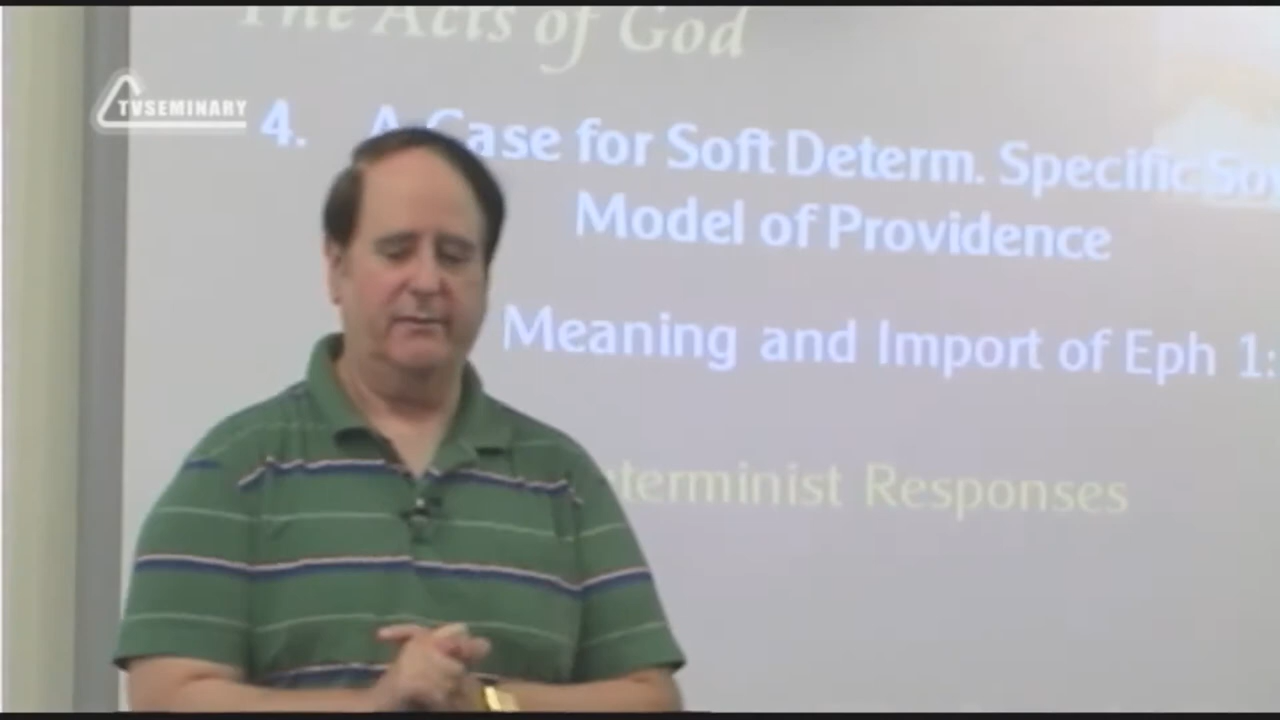 The Acts of God
TVSEMINARY
4. A Case for Soft Determ. Specific Sov
Model of Providence
Meaning and Import of Eph 1:
terminist Responses